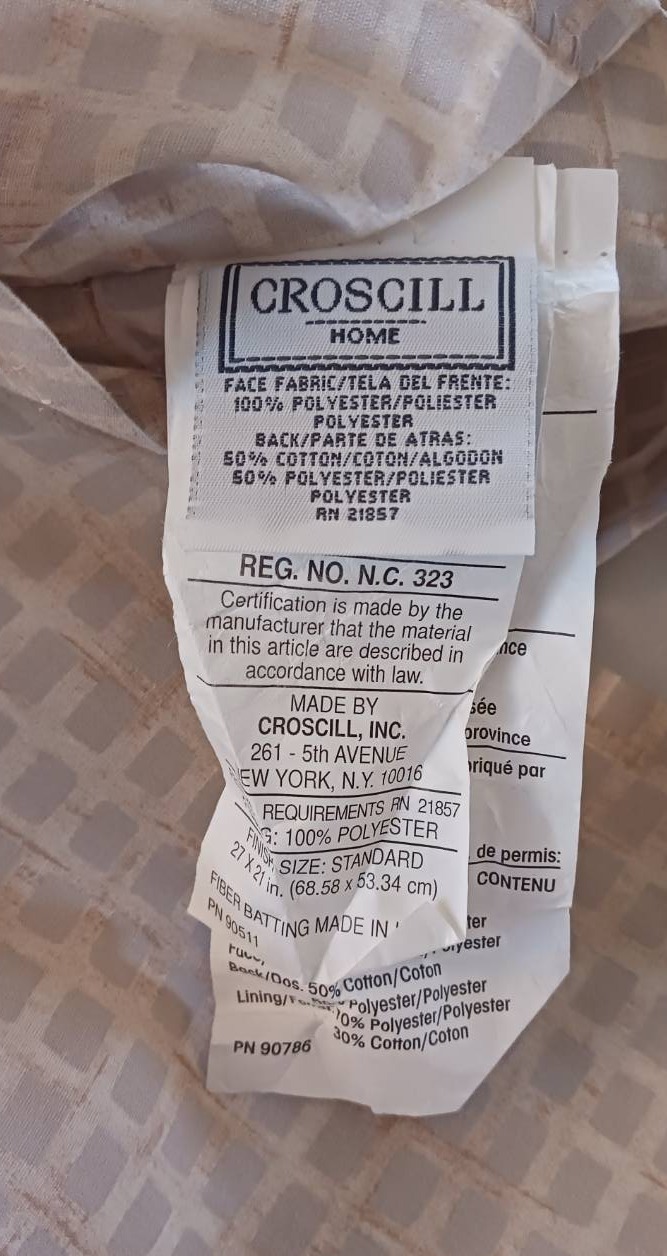 CROSCILL
HOME
FACE FABRIC/TELA DEL FRENTE:
100% POLYESTER/POLIESTER
POLYESTER
BACK/PARTE DE ATRAS:
50% COTTON/COTON/ALGODON
50% POLYESTER/POLIESTER
POLYESTER
RN 21857
REG. NO. N.C. 323
Certification is made by the
manufacturer that the material
in this article are described in
accordance with law.
MADE BY
CROSCILL, INC.
261 - 5th AVENUE
EW YORK, N.Y. 10016
REQUIREMENTS RN 21857
G: 100% POLYESTER
FINISH SIZE: STANDARD
27 X 21 in. (68.58 x 53.34 cm)
FIBER BATTING MADE IN
PN 90511
nce
sée
province
briqué par
de permis:
CONTENU
ter
Polyester
Back/Dos. 50% Cotton/Coton
Polyester/Polyester
Lining/
70% Polyester/Polyester
30% Cotton/Coton
PN 90786